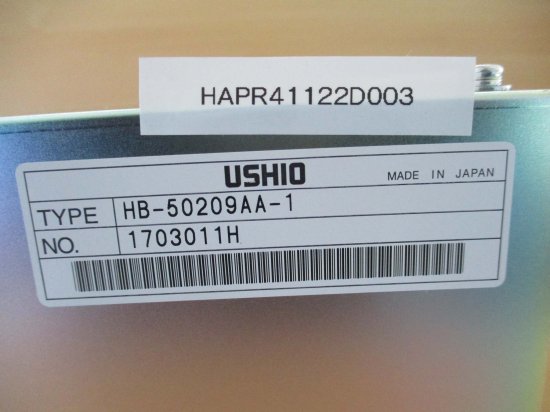 HAPR41122D003
USHIO MADE IN JAPAN
TYPE HB-50209AA-1
NO. 1703011H